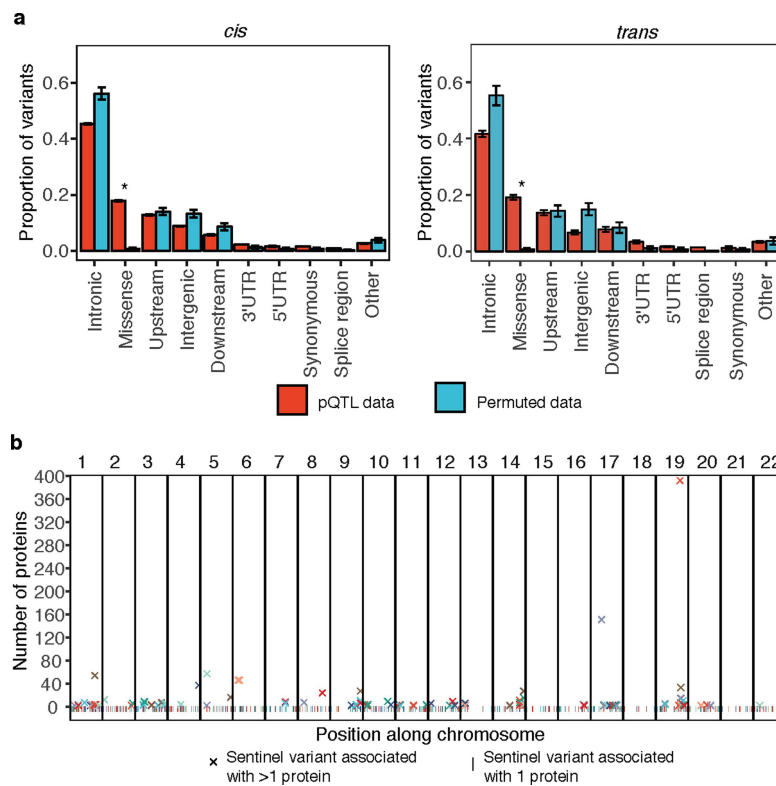 a
cis
trans
Proportion of variants
0.6
0.4
0.2
0.0
*
Intronic
Missense
Upstream
Intergenic
Downstream
3'UTR
5'UTR
Synonymous
Splice region
Other
Proportion of variants
0.6
0.4
0.2
0.0
*
Intronic
Missense
Upstream
Intergenic
Downstream
3'UTR
5'UTR
Splice region
Synonymous
Other
pQTL data
Permuted data
b
1 2 3 4 5 6 7 8 9 10 11 12 13 14 15 16 17 18 19 20 21 22
Number of proteins
400
360
320
280
240
200
160
120
80
40
0
Position along chromosome
× Sentinel variant associated with >1 protein
| Sentinel variant associated with 1 protein